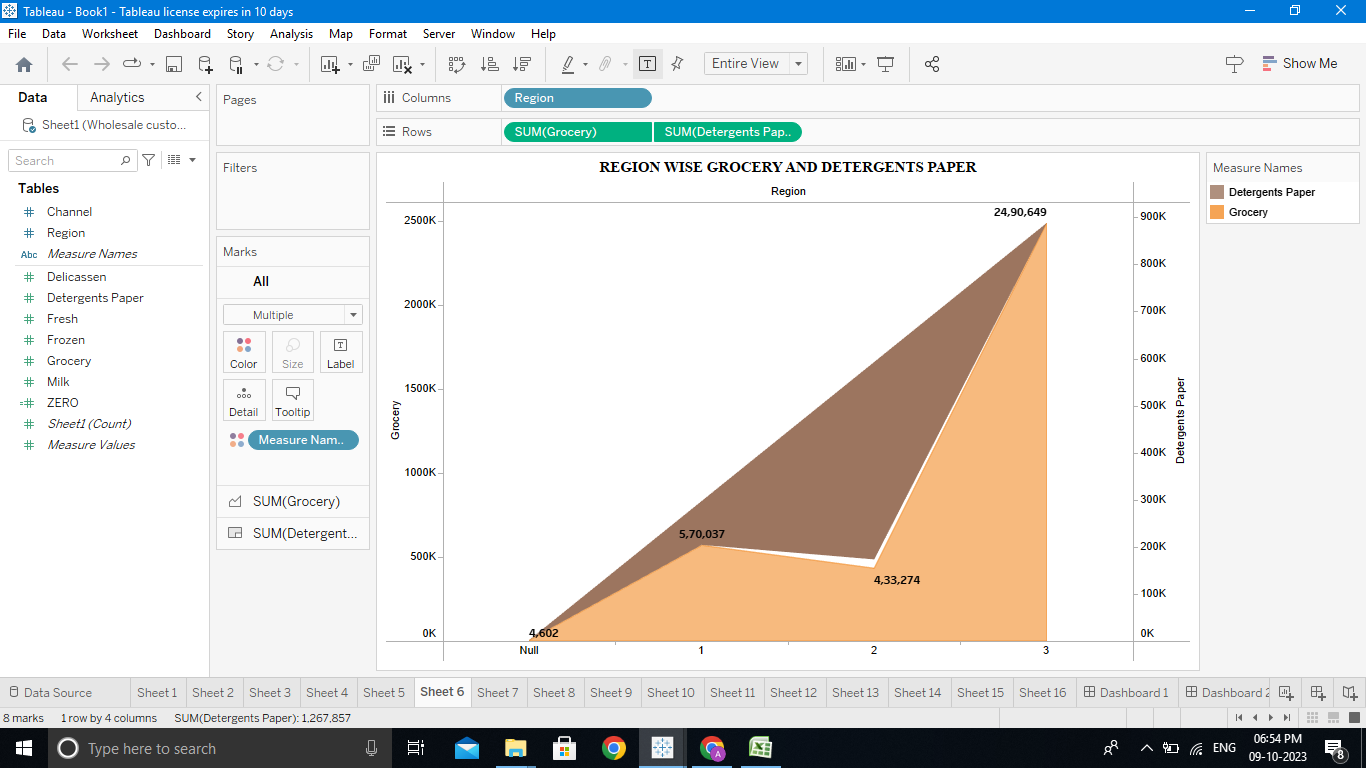 Tableau - Book1 - Tableau license expires in 10 days
File Data Worksheet Dashboard Story Analysis Map Format Server Window Help
Entire View
Show Me
Data Analytics
Sheet1 (Wholesale custo...
Search
Tables
Channel
Region
Abc Measure Names
Delicassen
Detergents Paper
Fresh
Frozen
Grocery
Milk
ZERO
Sheet1 (Count)
Measure Values
Pages
Filters
Marks
All
Multiple
Color Size Label
Detail Tooltip
Measure Nam..
SUM(Grocery)
SUM(Detergent...
Columns Region
Rows SUM(Grocery) SUM(Detergents Pap..
REGION WISE GROCERY AND DETERGENTS PAPER
Region
Grocery
2500K
2000K
1500K
1000K
500K
0K
24,90,649
5,70,037
4,33,274
4,602
Null 1 2 3
900K
800K
700K
600K
500K
400K
300K
200K
100K
0K
Detergents Paper
Measure Names
Detergents Paper
Grocery
Data Source Sheet 1 Sheet 2 Sheet 3 Sheet 4 Sheet 5 Sheet 6 Sheet 7 Sheet 8 Sheet 9 Sheet 10 Sheet 11 Sheet 12 Sheet 13 Sheet 14 Sheet 15 Sheet 16 Dashboard 1 Dashboard 2
8 marks 1 row by 4 columns SUM(Detergents Paper): 1,267,857
Type here to search
ENG
06:54 PM
09-10-2023
8